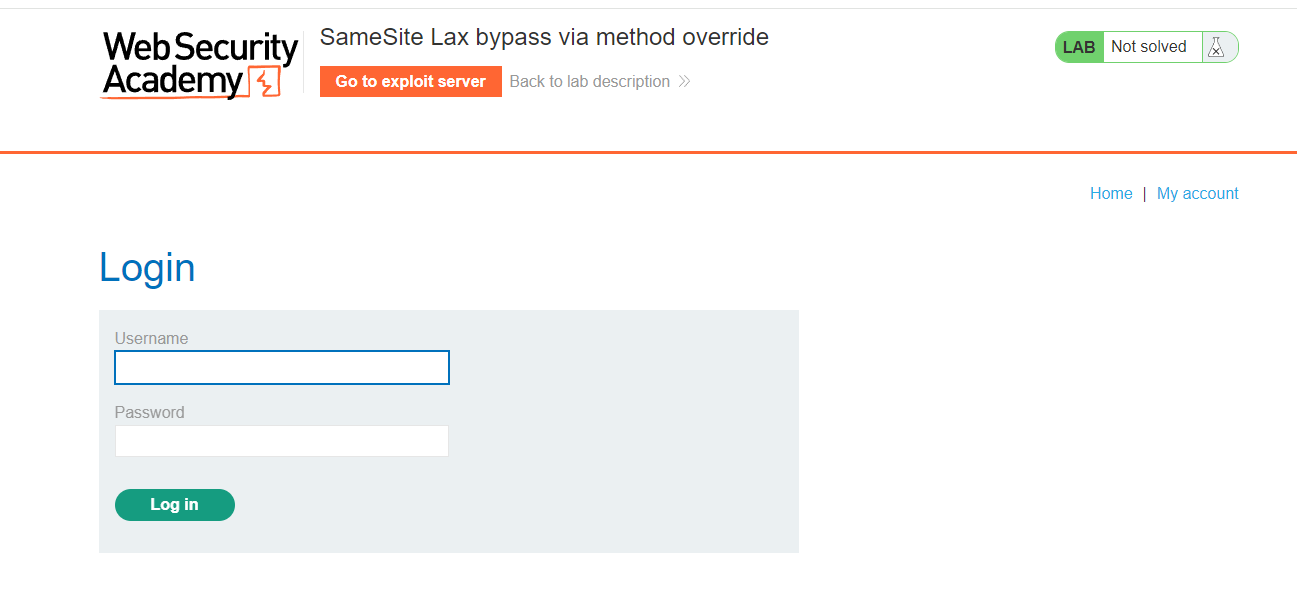 Web Security
Academy
SameSite Lax bypass via method override
Go to exploit server Back to lab description
LAB Not solved
Home | My account
Login
Username
Password
Log in